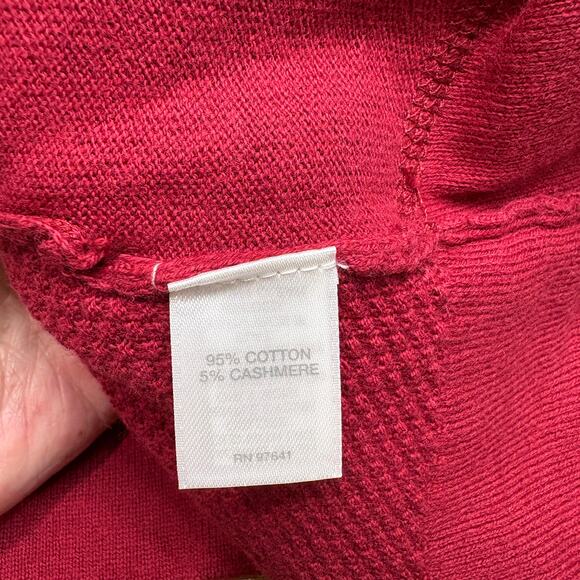 95% COTTON
5% CASHMERE
RN 97641